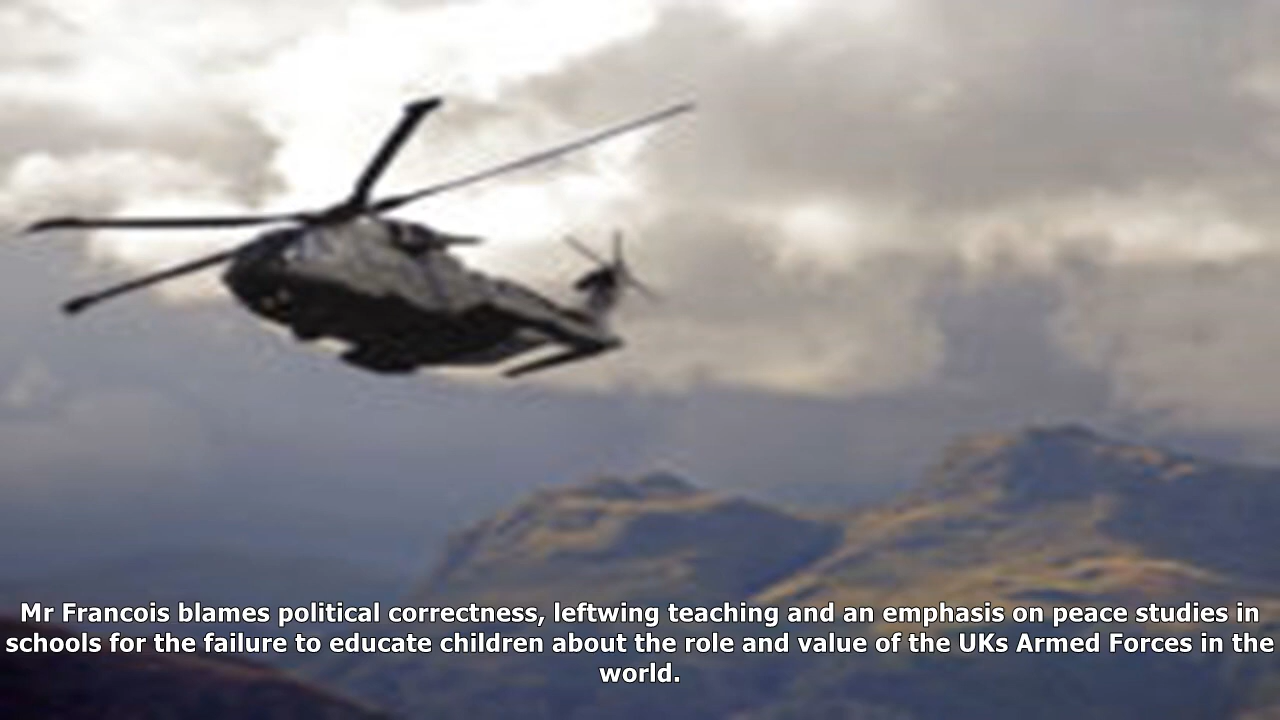 Mr Francois blames political correctness, leftwing teaching and an emphasis on peace studies in
schools for the failure to educate children about the role and value of the UKs Armed Forces in the
world.